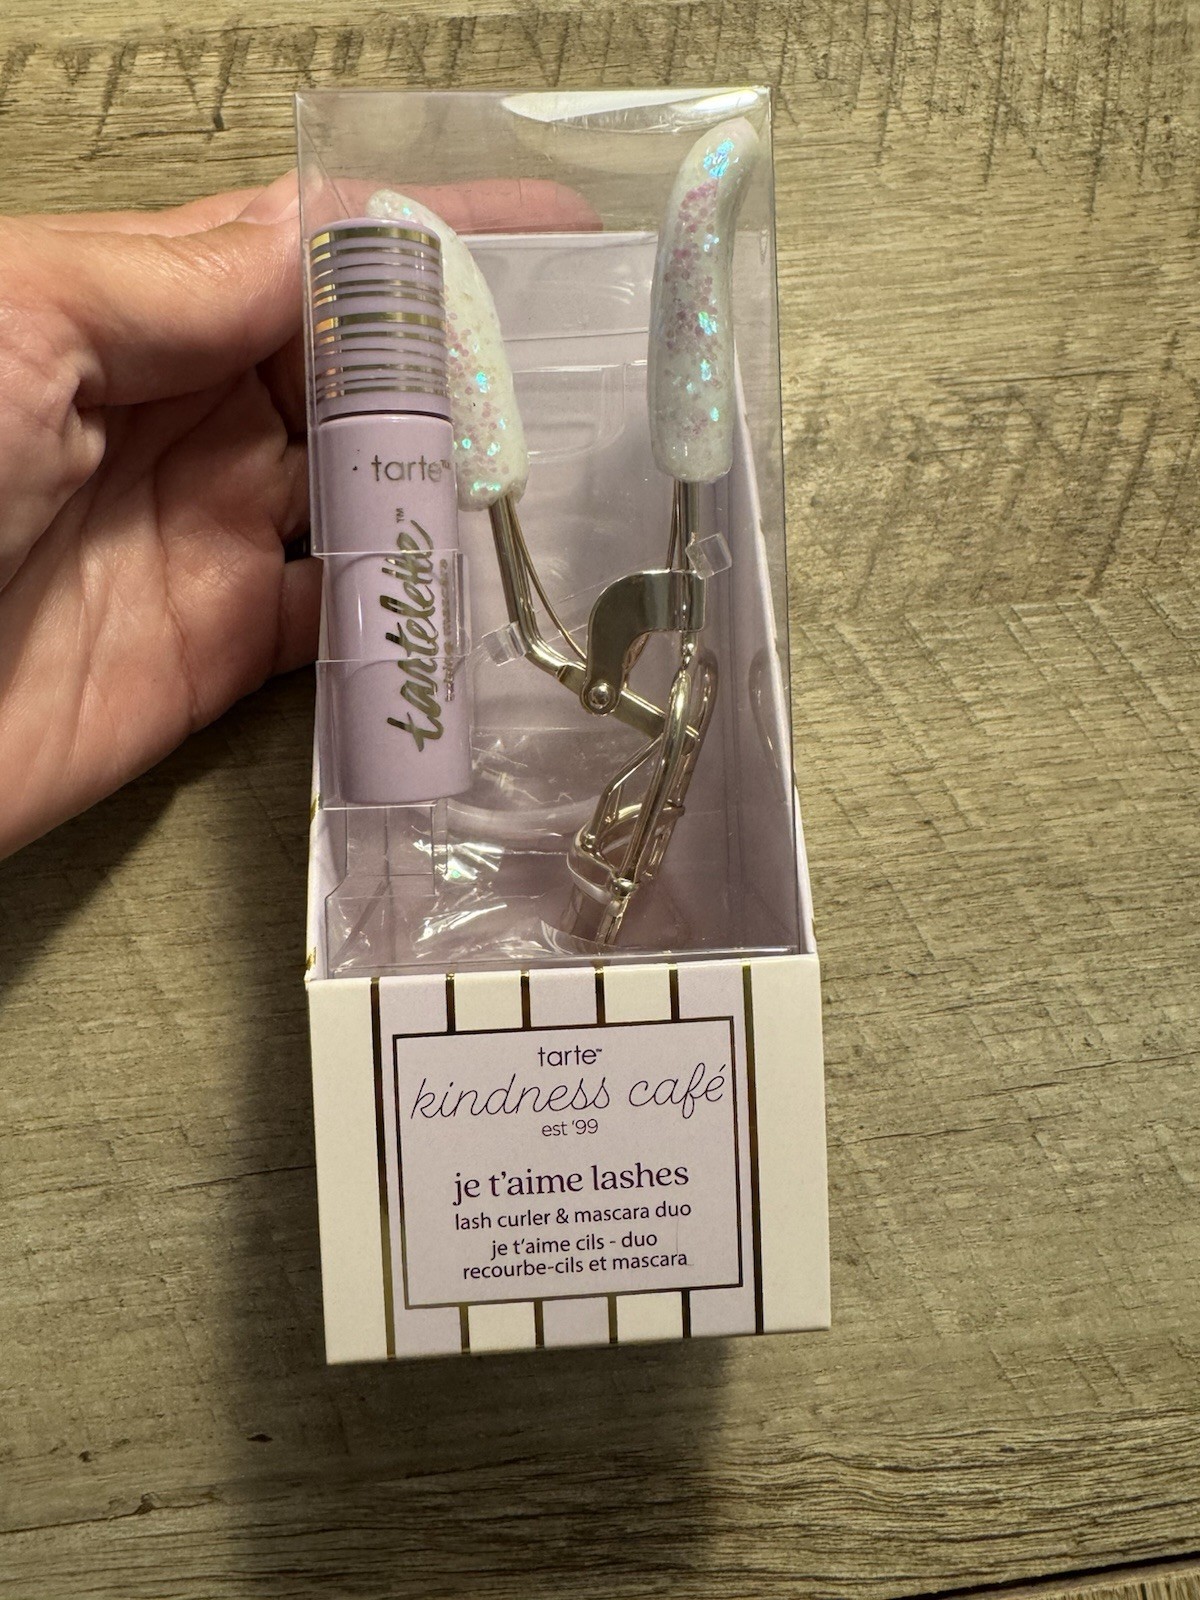 tarte™
tartelette™
tarte™
kindness café
est '99
je t'aime lashes
lash curler & mascara duo
je t'aime cils - duo
recourbe-cils et mascara